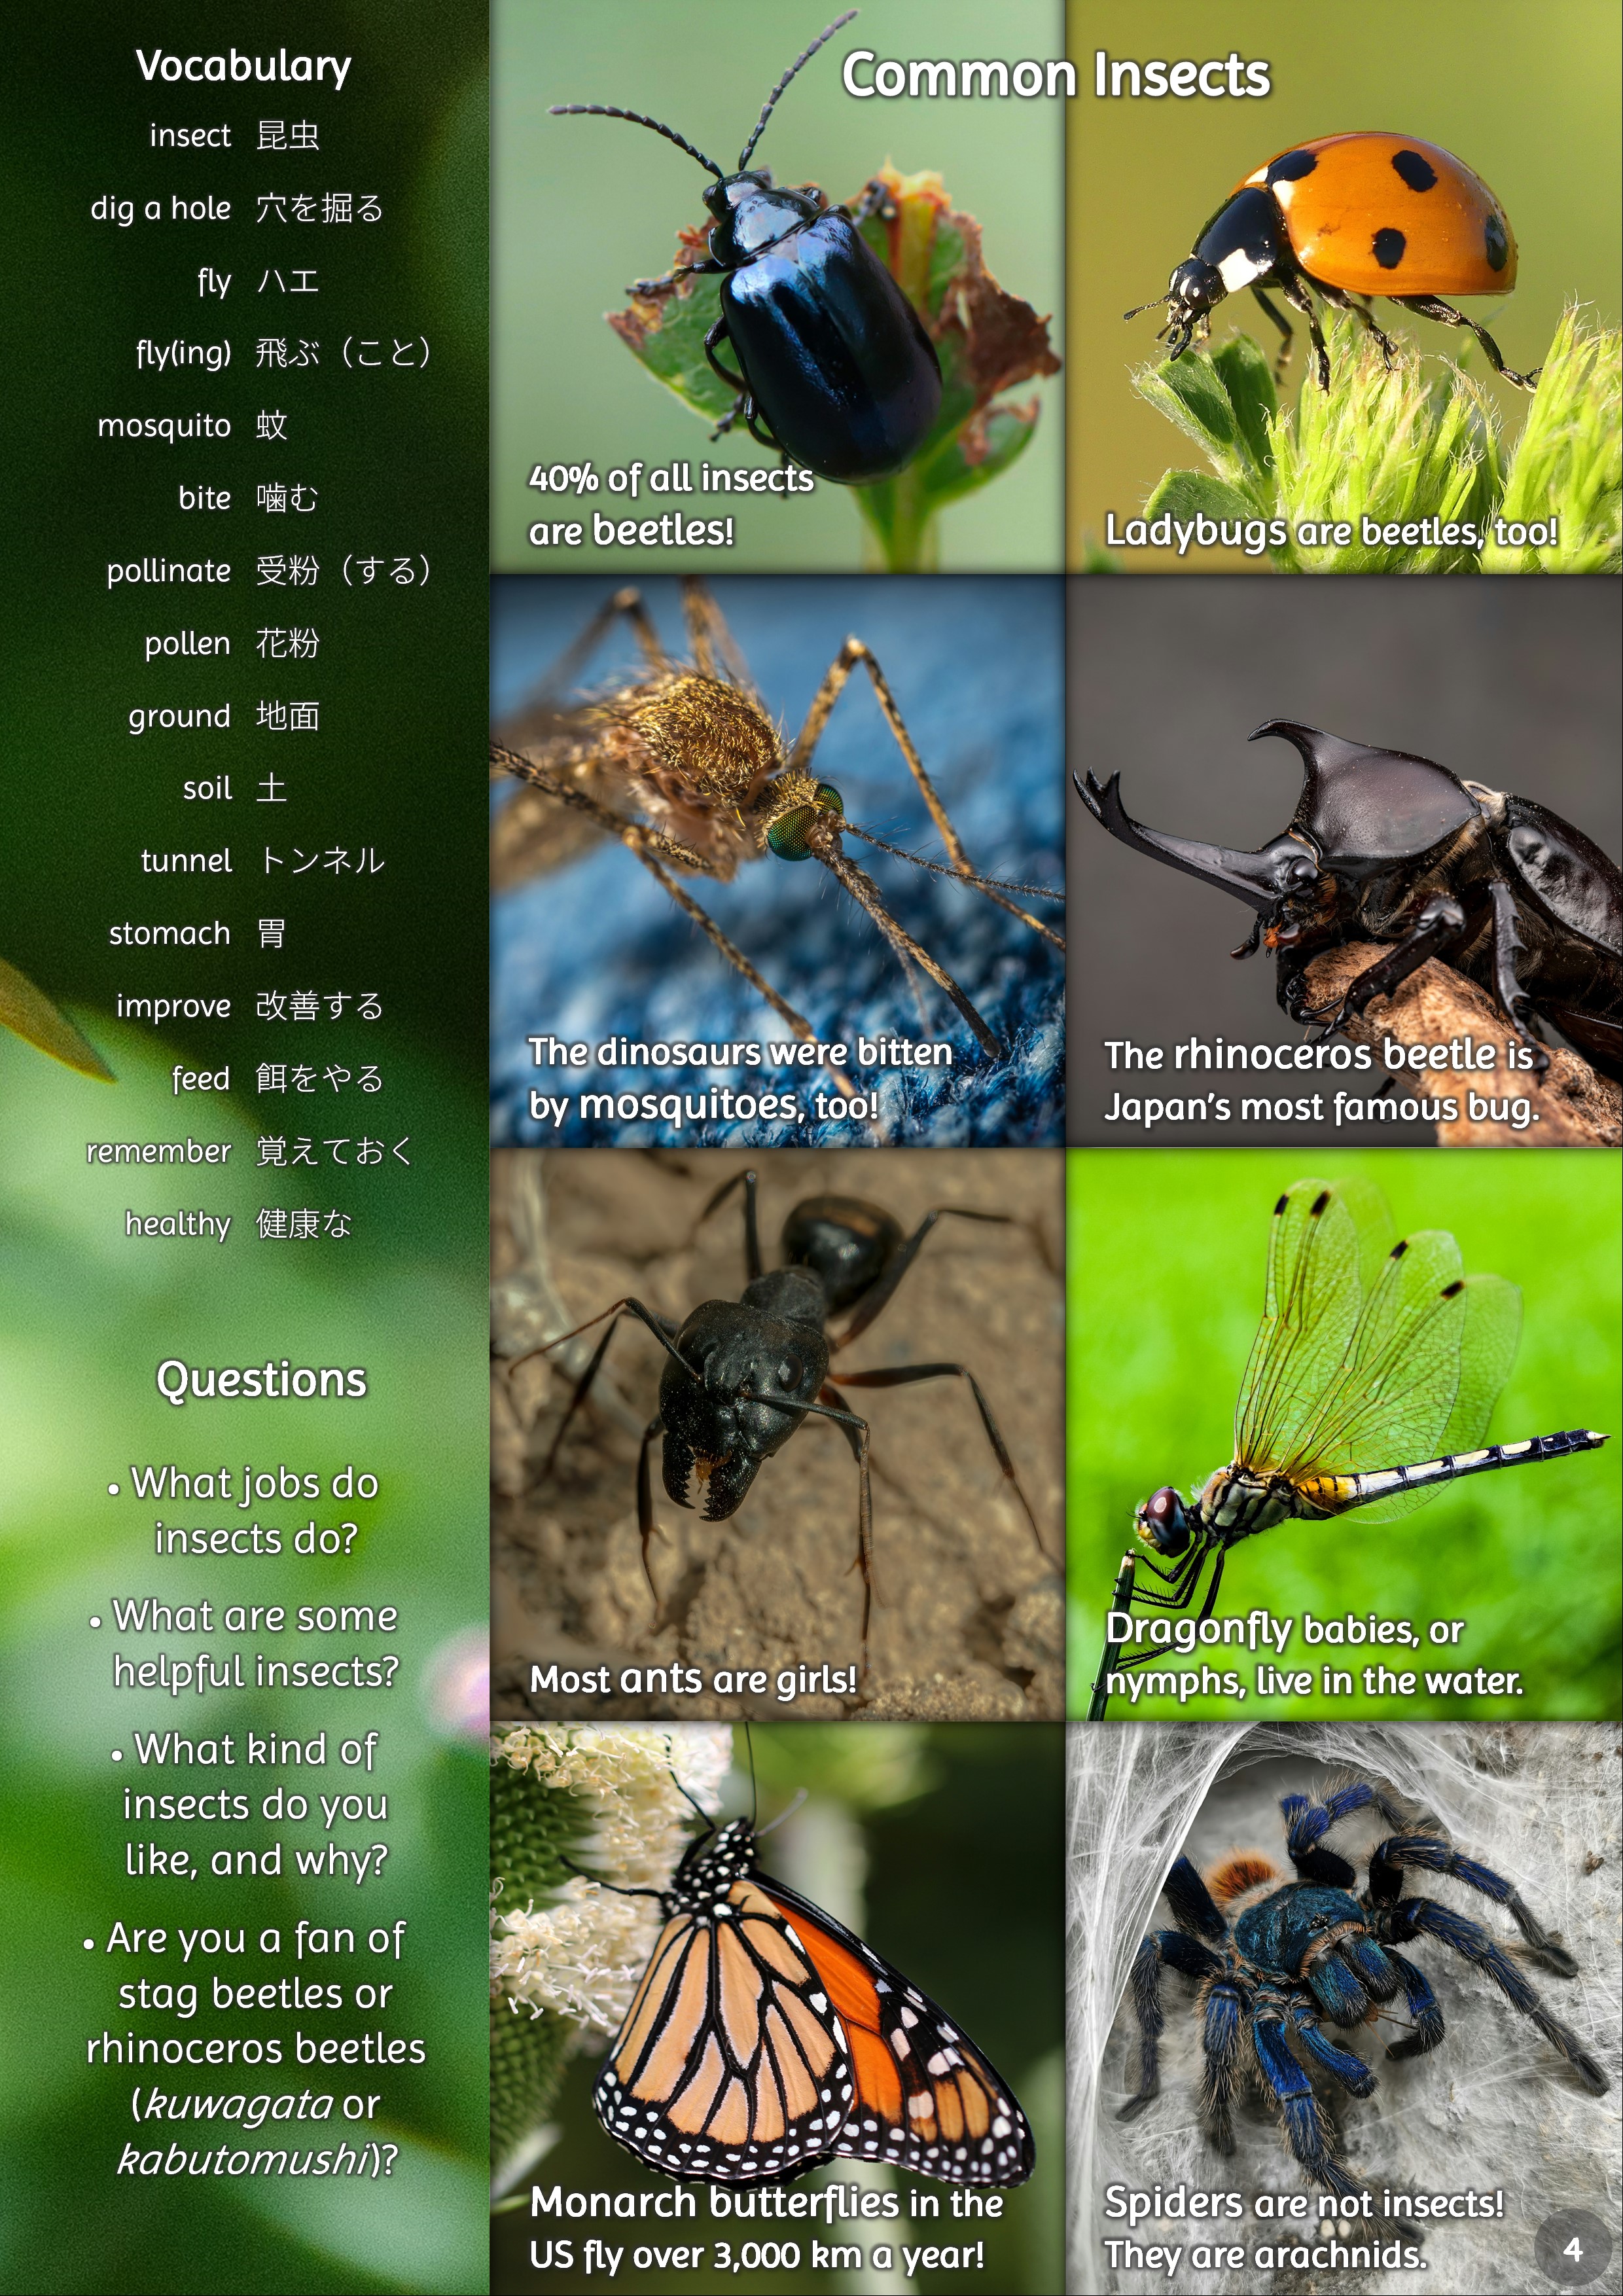 Vocabulary
insect 昆虫
dig a hole 穴を掘る
fly ハエ
fly(ing) 飛ぶ（こと）
mosquito 蚊
bite 噛む
pollinate 受粉（する）
pollen 花粉
ground 地面
soil 土
tunnel トンネル
stomach 胃
improve 改善する
feed 餌をやる
remember 覚えておく
healthy 健康な
Questions
• What jobs do
insects do?
• What are some
helpful insects?
• What kind of
insects do you
like, and why?
• Are you a fan of
stag beetles or
rhinoceros beetles
(kuwagata or
kabutomushi)?
Common Insects
40% of all insects
are beetles!
Ladybugs are beetles, too!
The dinosaurs were bitten
by mosquitoes, too!
The rhinoceros beetle is
Japan's most famous bug.
Most ants are girls!
Dragonfly babies, or
nymphs, live in the water.
Monarch butterflies in the
US fly over 3,000 km a year!
Spiders are not insects!
They are arachnids.
4